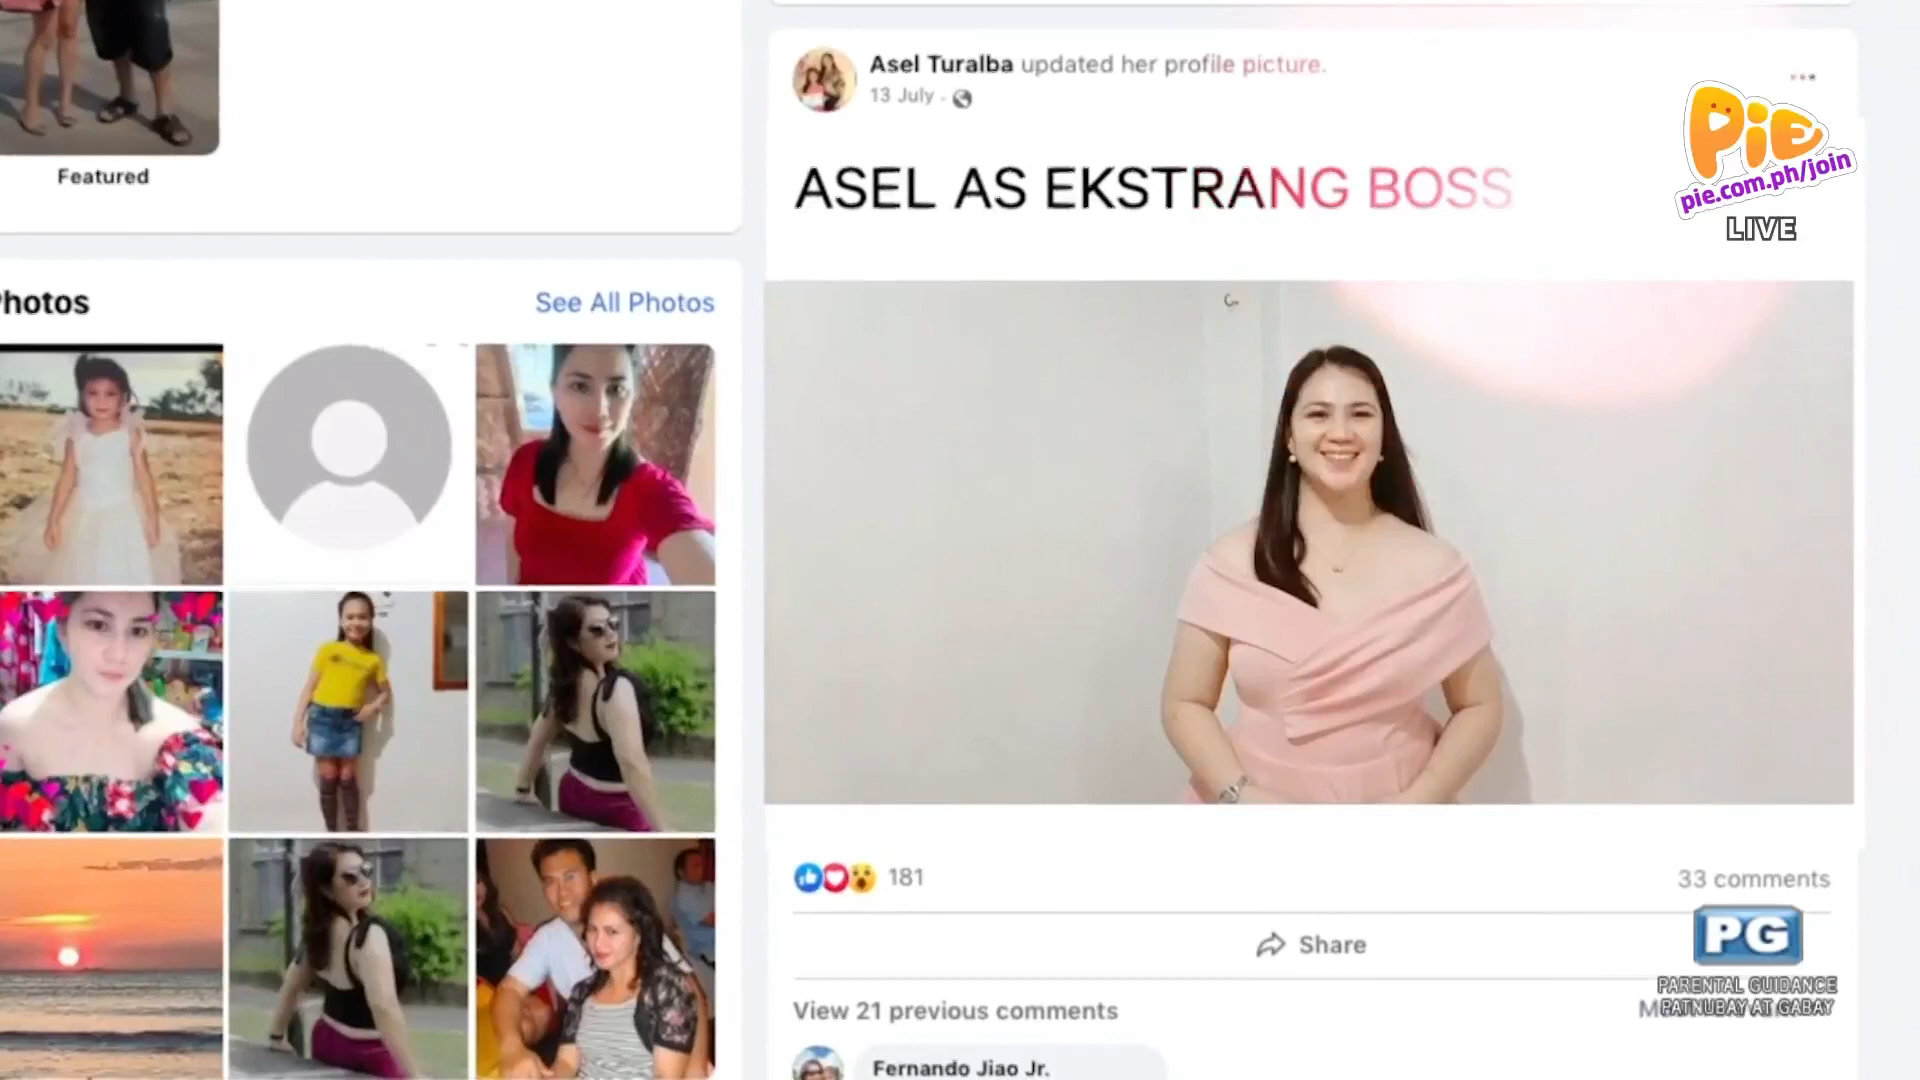 Asel Turalba updated her profile picture.
13 July
PiE
pie.com.ph/join
LIVE
ASEL AS EKSTRANG BOSS
Featured
Photos
See All Photos
181
33 comments
Share
PG
PARENTAL GUIDANCE
PATNUBAY AT GABAY
View 21 previous comments
Fernando Jiao Jr.